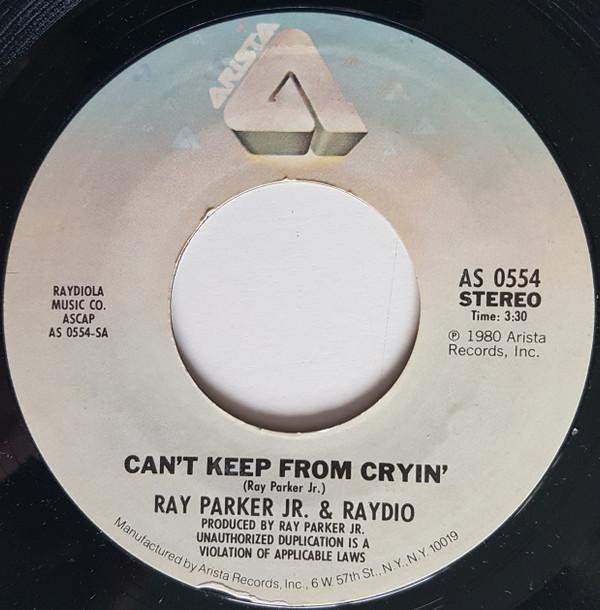 ARISTA
RAYDIOLA
MUSIC CO.
ASCAP
AS 0554-SA
AS 0554
STEREO
Time: 3:30
℗ 1980 Arista
Records, Inc.
CAN'T KEEP FROM CRYIN'
(Ray Parker Jr.)
RAY PARKER JR. & RAYDIO
PRODUCED BY RAY PARKER JR.
UNAUTHORIZED DUPLICATION IS A
VIOLATION OF APPLICABLE LAWS
Manufactured by Arista Records, Inc., 6 W. 57th St., N.Y., N.Y. 10019